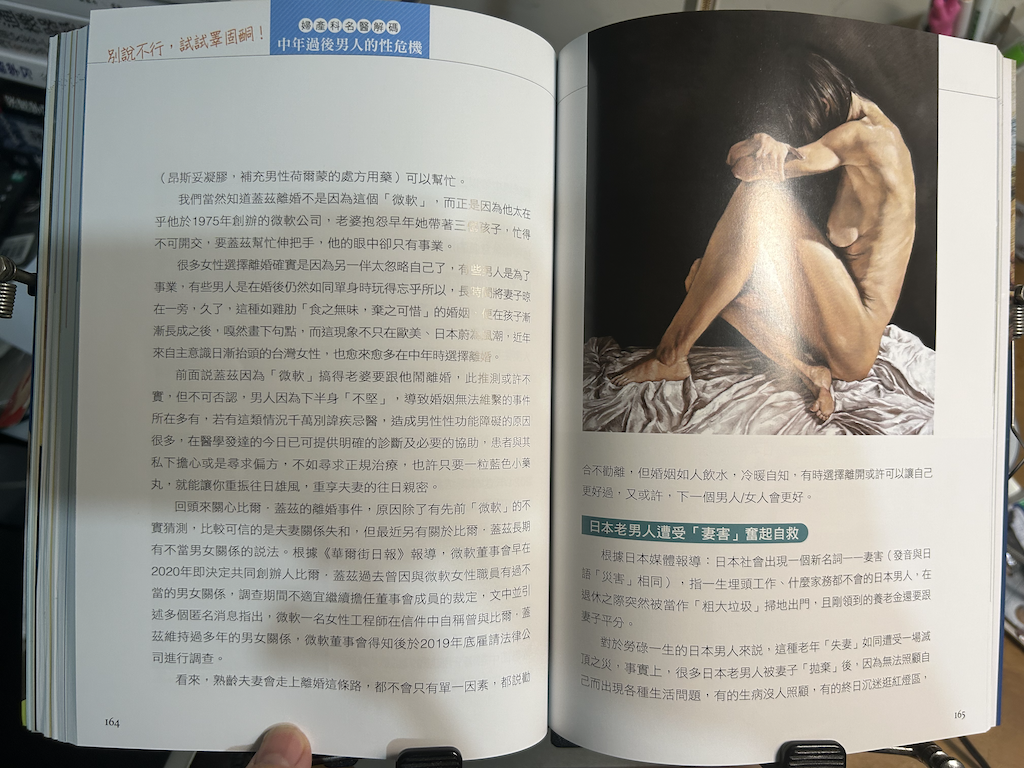 別說不行，試試睪固酮！
婦產科名醫解碼
中年過後男人的性危機
（昂斯妥凝膠，補充男性荷爾蒙的處方用藥）可以幫忙。
我們當然知道蓋茲離婚不是因為這個「微軟」，而正是因為他太在
乎他於1975年創辦的微軟公司，老婆抱怨早年她帶著三個孩子，忙得
不可開交，要蓋茲幫忙伸把手，他的眼中卻只有事業。
很多女性選擇離婚確實是因為另一伴太忽略自己了，有些男人是為了
事業，有些男人是在婚後仍然如同單身時玩得忘乎所以，長時間將妻子晾
在一旁，久了，這種如雞肋「食之無味，棄之可惜」的婚姻，便在孩子漸
漸長成之後，嘎然畫下句點，而這現象不只在歐美、日本蔚為風潮，近年
來自主意識日漸抬頭的台灣女性，也愈來愈多在中年時選擇離婚。
前面說蓋茲因為「微軟」搞得老婆要跟他鬧離婚，此推測或許不
實，但不可否認，男人因為下半身「不堅」，導致婚姻無法維繫的事件
所在多有，若有這類情況千萬別諱疾忌醫，造成男性性功能障礙的原因
很多，在醫學發達的今日已可提供明確的診斷及必要的協助，患者與其
私下擔心或是尋求偏方，不如尋求正規治療，也許只要一粒藍色小藥
丸，就能讓你重振往日雄風，重享夫妻的往日親密。
回頭來關心比爾．蓋茲的離婚事件，原因除了有先前「微軟」的不
實猜測，比較可信的是夫妻關係失和，但最近另有關於比爾．蓋茲長期
有不當男女關係的說法。根據《華爾街日報》報導，微軟董事會早在
2020年即決定共同創辦人比爾．蓋茲過去曾因與微軟女性職員有過不
當的男女關係，調查期間不適宜繼續擔任董事會成員的裁定，文中並引
述多個匿名消息指出，微軟一名女性工程師在信件中自稱曾與比爾．蓋
茲維持過多年的男女關係，微軟董事會得知後於2019年底雇請法律公
司進行調查。
看來，熟齡夫妻會走上離婚這條路，都不會只有單一因素，都說勸
164
合不勸離，但婚姻如人飲水，冷暖自知，有時選擇離開或許可以讓自己
更好過，又或許，下一個男人/女人會更好。
日本老男人遭受「妻害」奮起自救
根據日本媒體報導：日本社會出現一個新名詞——妻害（發音與日
語「災害」相同），指一生埋頭工作、什麼家務都不會的日本男人，在
退休之際突然被當作「粗大垃圾」掃地出門，且剛領到的養老金還要跟
妻子平分。
對於勞碌一生的日本男人來說，這種老年「失妻」如同遭受一場滅
頂之災，事實上，很多日本老男人被妻子「拋棄」後，因為無法照顧自
己而出現各種生活問題，有的生病沒人照顧，有的終日沉迷逛紅燈區，
165